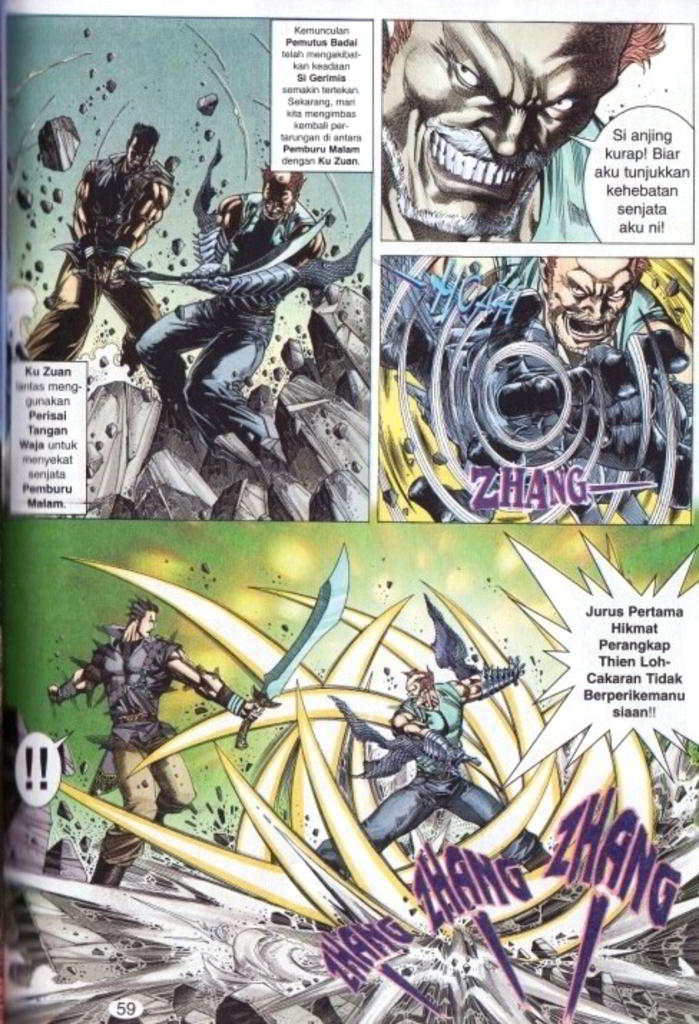 Kemunculan
Pemutus Badai
telah mengakibat-
kan keadaan
Si Gerimis
semakin tertekan.
Sekarang, mari
kita mengimbas
kembali per-
tarungan di antara
Pemburu Malam
dengan Ku Zuan.
Si anjing
kurap! Biar
aku tunjukkan
kehebatan
senjata
aku ni!
Ku Zuan
lantas meng-
gunakan
Perisai
Tangan
Waja untuk
menyekat
senjata
Pemburu
Malam.
ZHANG
Jurus Pertama
Hikmat
Perangkap
Thien Loh-
Cakaran Tidak
Berperikemanu
siaan!!
!!
ZHANG
ZHANG
ZHANG
59